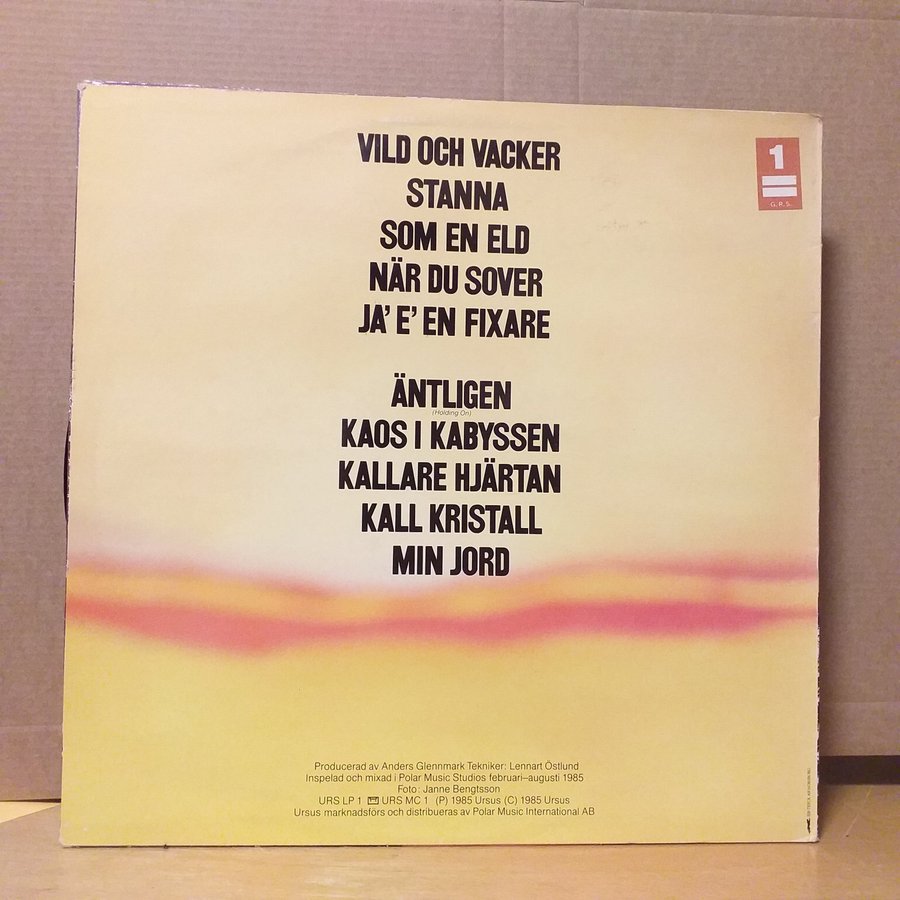 VILD OCH VACKER
STANNA
SOM EN ELD
NÄR DU SOVER
JA' E' EN FIXARE
1
G. P. S.
ÄNTLIGEN
(Holding On)
KAOS I KABYSSEN
KALLARE HJÄRTAN
KALL KRISTALL
MIN JORD
Producerad av Anders Glennmark Tekniker: Lennart Östlund
Inspelad och mixad i Polar Music Studios februari–augusti 1985
Foto: Janne Bengtsson
URS LP 1 URS MC 1 (P) 1985 Ursus (C) 1985 Ursus
Ursus marknadsförs och distribueras av Polar Music International AB